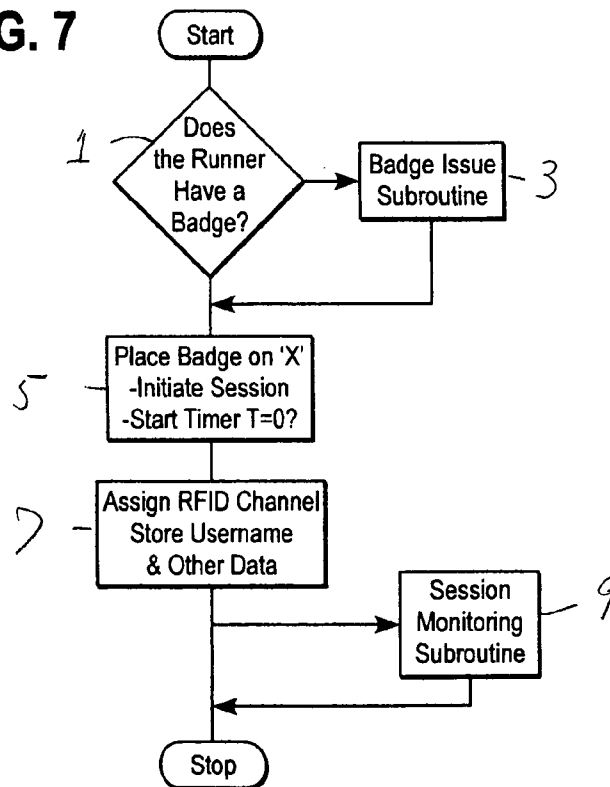 G. 7
Start
1
Does
the Runner
Have a
Badge?
Badge Issue
Subroutine
3
Place Badge on 'X'
-Initiate Session
-Start Timer T=0?
5
Assign RFID Channel
Store Username
& Other Data
7
Session
Monitoring
Subroutine
9
Stop